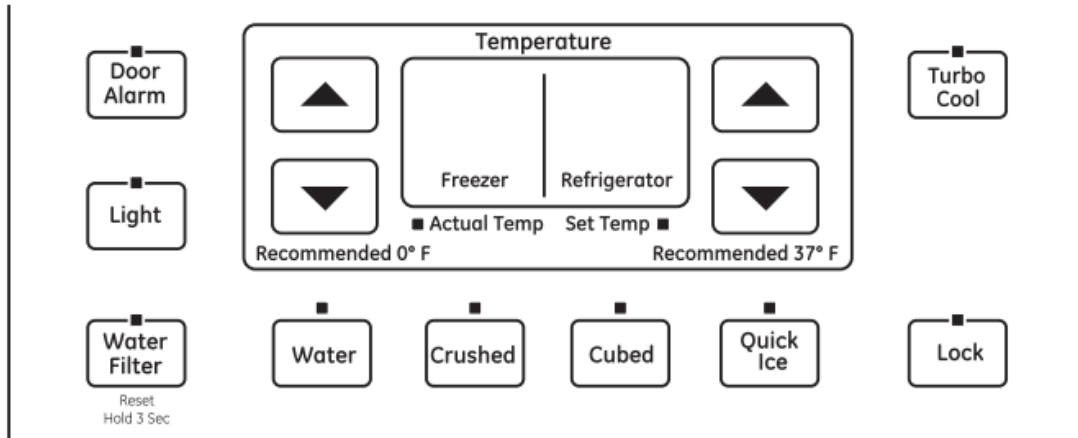 Temperature
Door
Alarm
Turbo
Cool
Freezer
Refrigerator
Light
Actual Temp
Set Temp
Recommended 0° F
Recommended 37° F
Water
Filter
Water
Crushed
Cubed
Quick
Ice
Lock
Reset
Hold 3 Sec